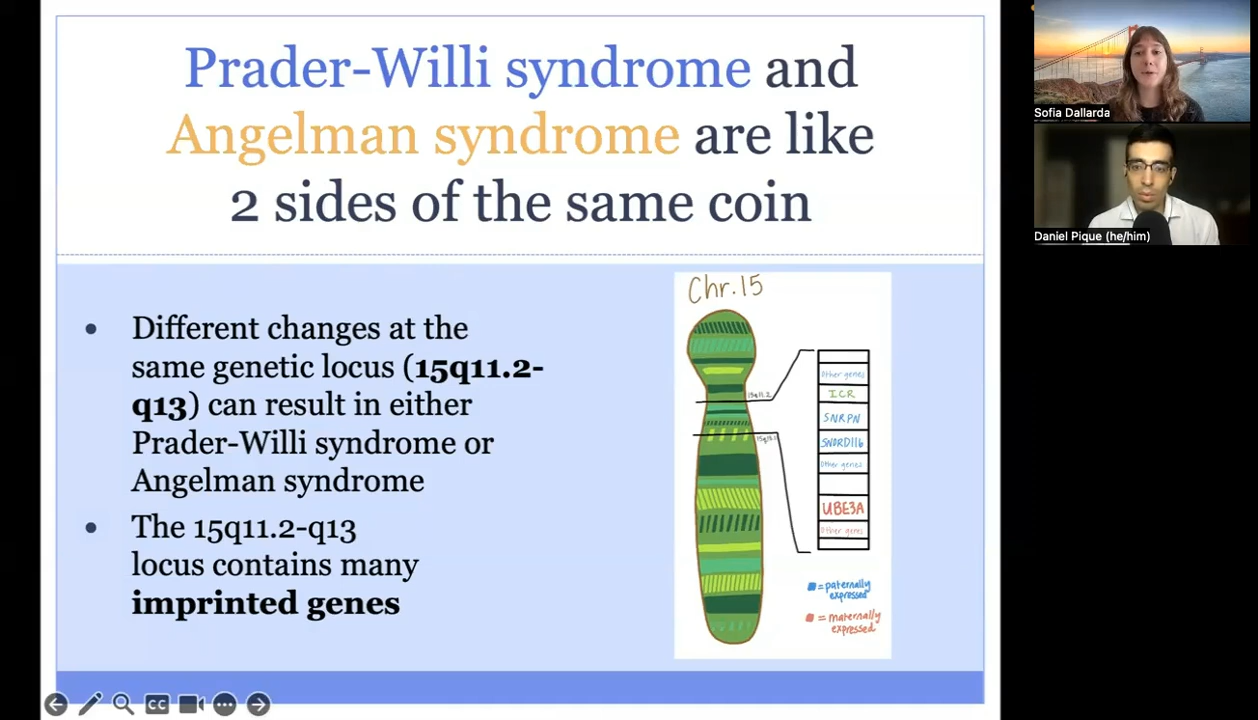 Prader-Willi syndrome and
Angelman syndrome are like
2 sides of the same coin
Different changes at the
same genetic locus (15q11.2-
q13) can result in either
Prader-Willi syndrome or
Angelman syndrome
The 15q11.2-q13
locus contains many
imprinted genes
Chr.15
15q11.2
Other genes
ICR
SNRPN
SNORD116
Other genes
UBE3A
Other genes
= paternally
expressed
= maternally
expressed
Sofia Dallarda
Daniel Pique (he/him)
CC